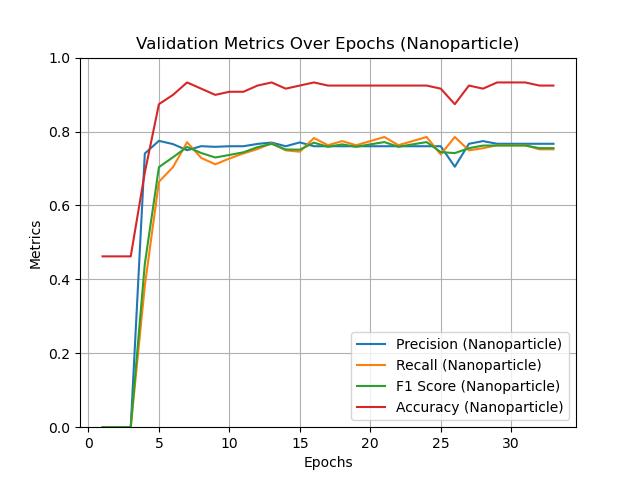 Validation Metrics Over Epochs (Nanoparticle)
1.0
0.8
0.6
0.4
0.2
0.0
Metrics
0 5 10 15 20 25 30
Epochs
Precision (Nanoparticle)
Recall (Nanoparticle)
F1 Score (Nanoparticle)
Accuracy (Nanoparticle)